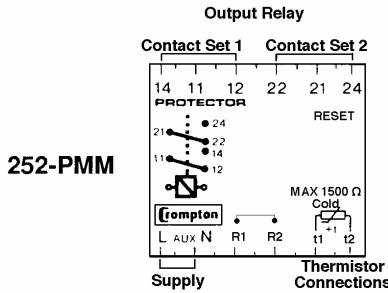 Output Relay
Contact Set 1 Contact Set 2
14 11 12 22 21 24
PROTECTOR
RESET
24
21
22
14
11
12
252-PMM
MAX 1500 Ω
Cold
+t
Crompton
L AUX N R1 R2 t1 t2
Supply
Thermistor
Connections